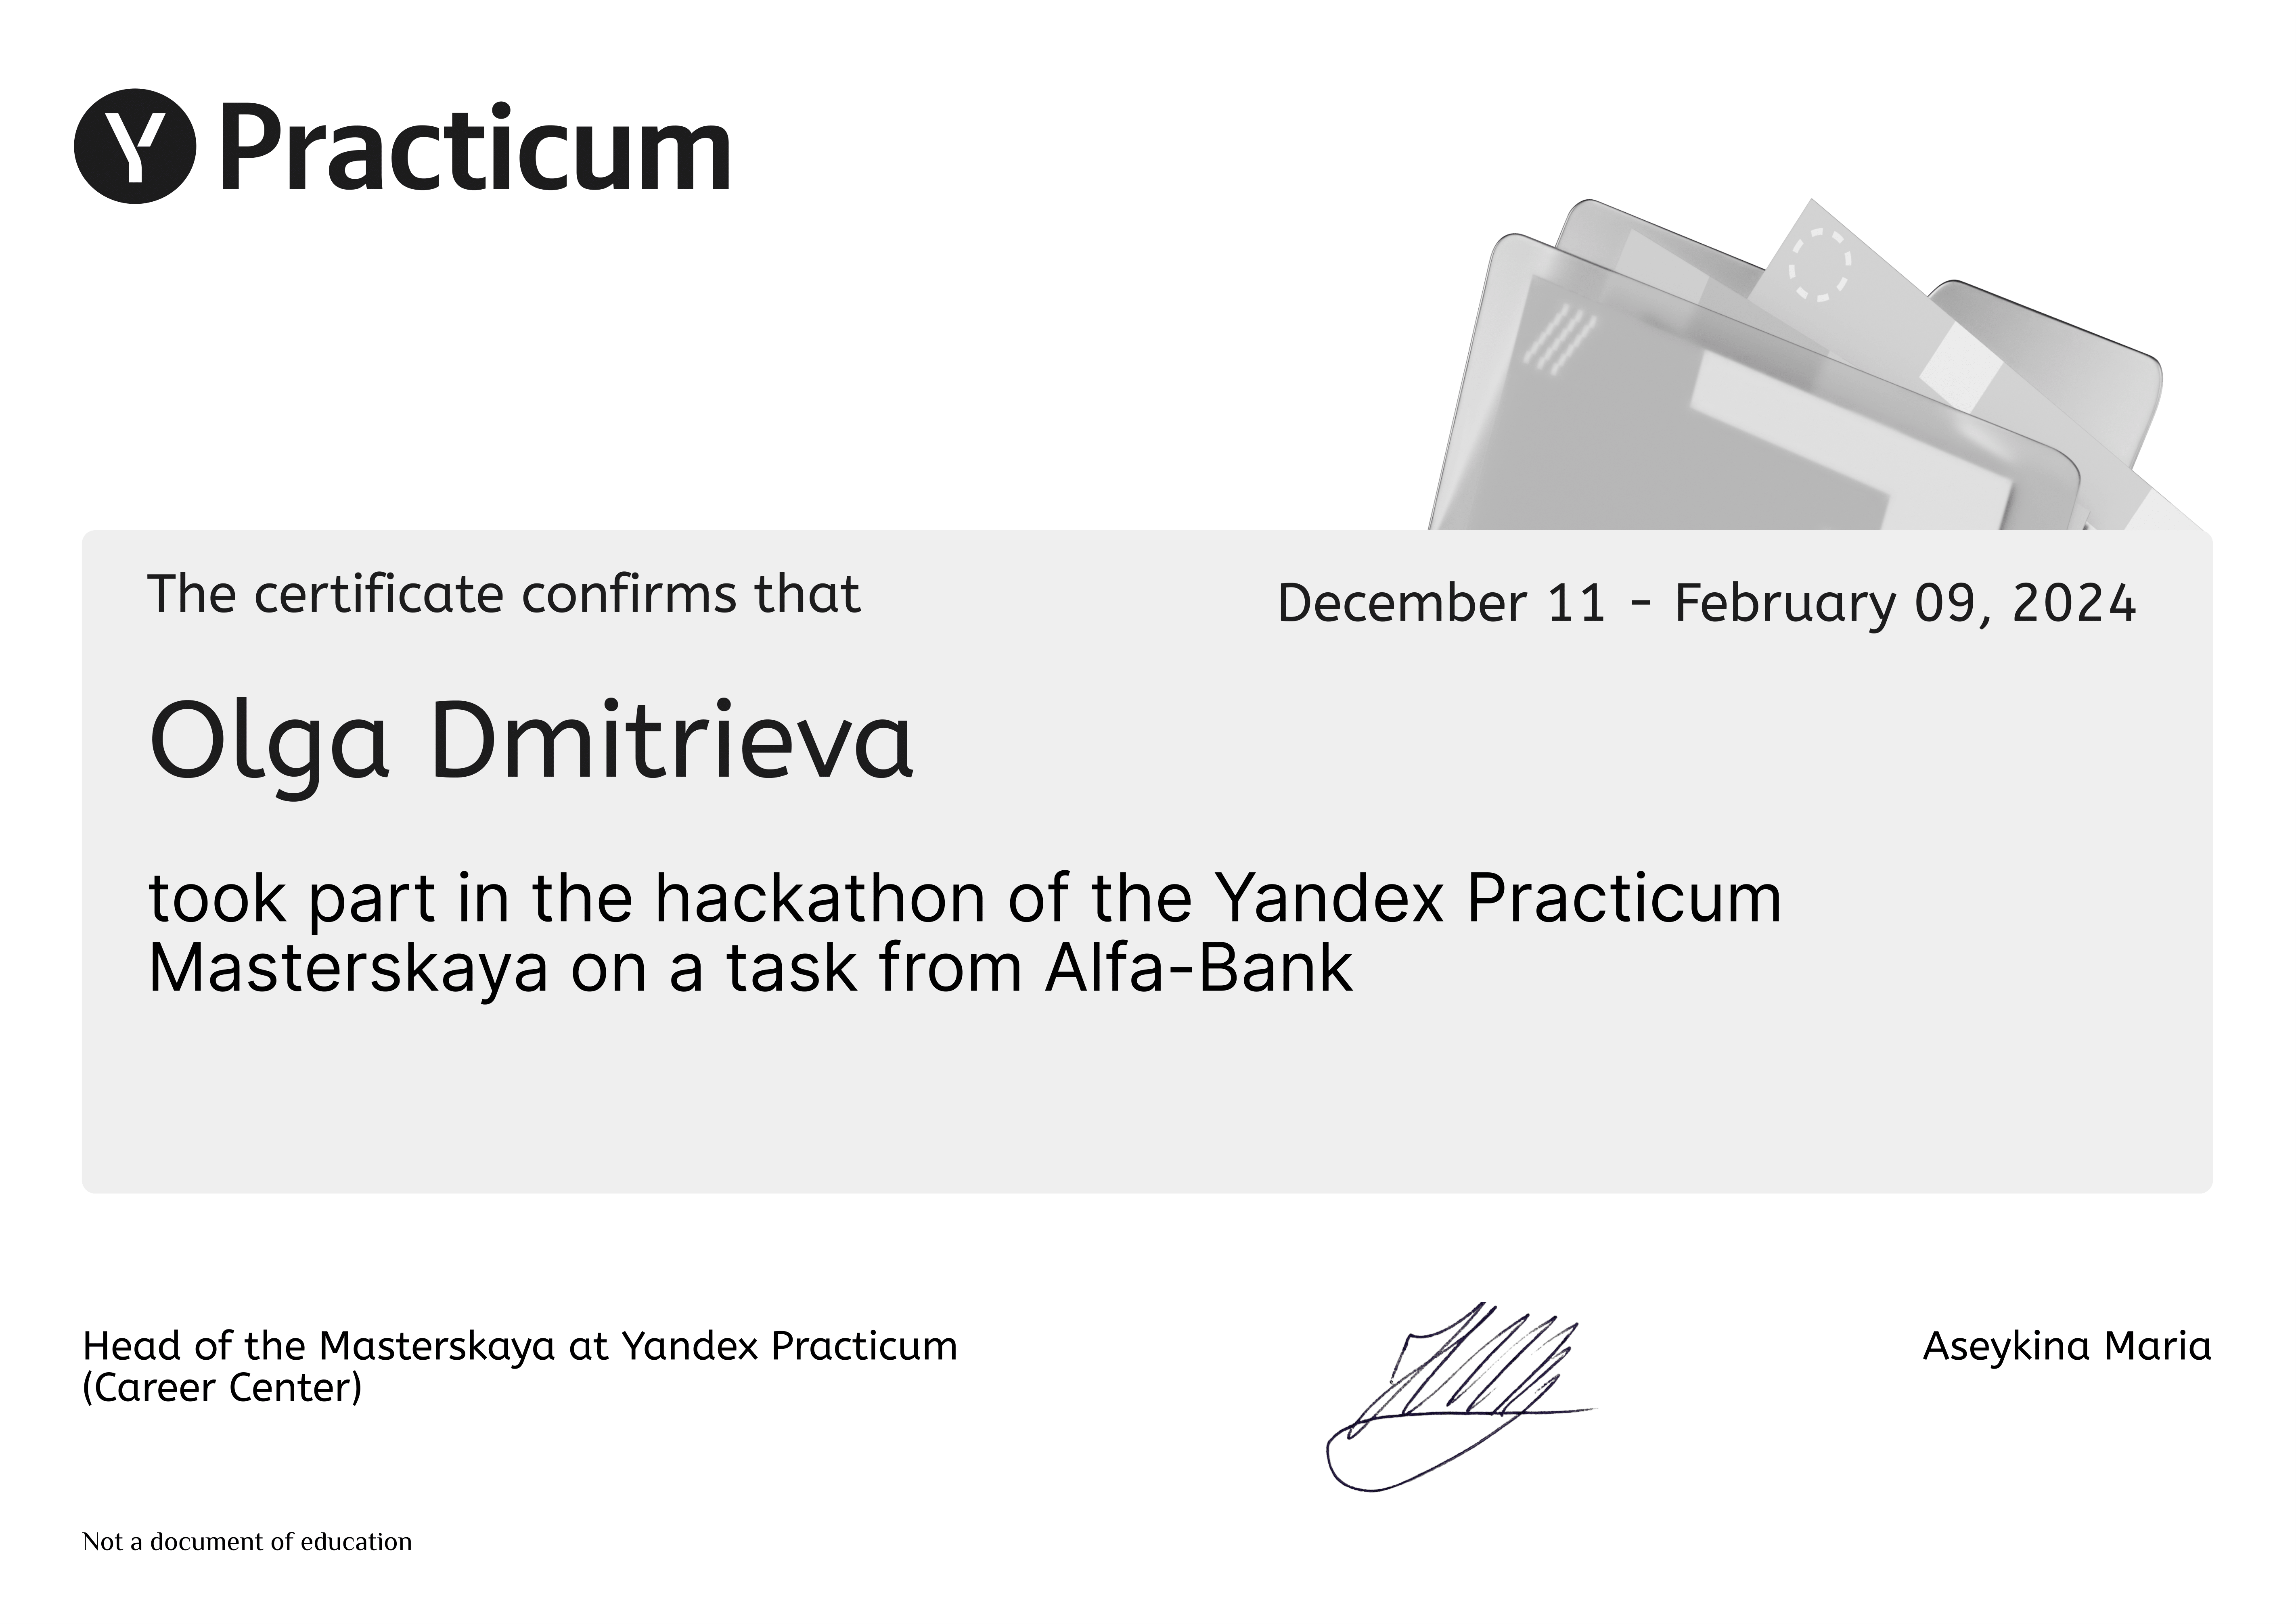 Y Practicum
The certificate confirms that
December 11 - February 09, 2024
Olga Dmitrieva
took part in the hackathon of the Yandex Practicum
Masterskaya on a task from Alfa-Bank
Head of the Masterskaya at Yandex Practicum
(Career Center)
Aseykina Maria
Not a document of education